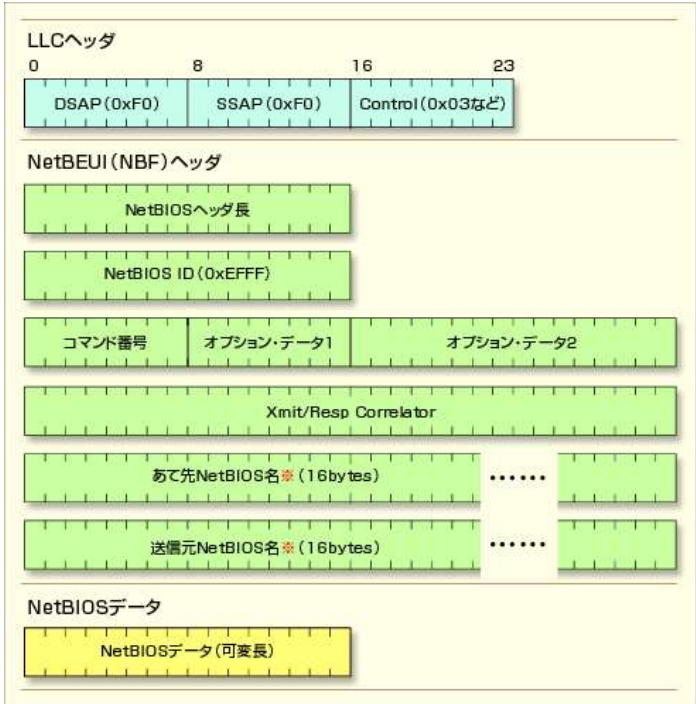 LLCヘッダ
0 8 16 23
DSAP(0xF0) SSAP(0xF0) Control(0x03など)
NetBEUI(NBF)ヘッダ
NetBIOSヘッダ長
NetBIOS ID(0xEFFF)
コマンド番号 オプション・データ1 オプション・データ2
Xmit/Resp Correlator
あて先NetBIOS名※(16bytes) ……
送信元NetBIOS名※(16bytes) ……
NetBIOSデータ
NetBIOSデータ(可変長)